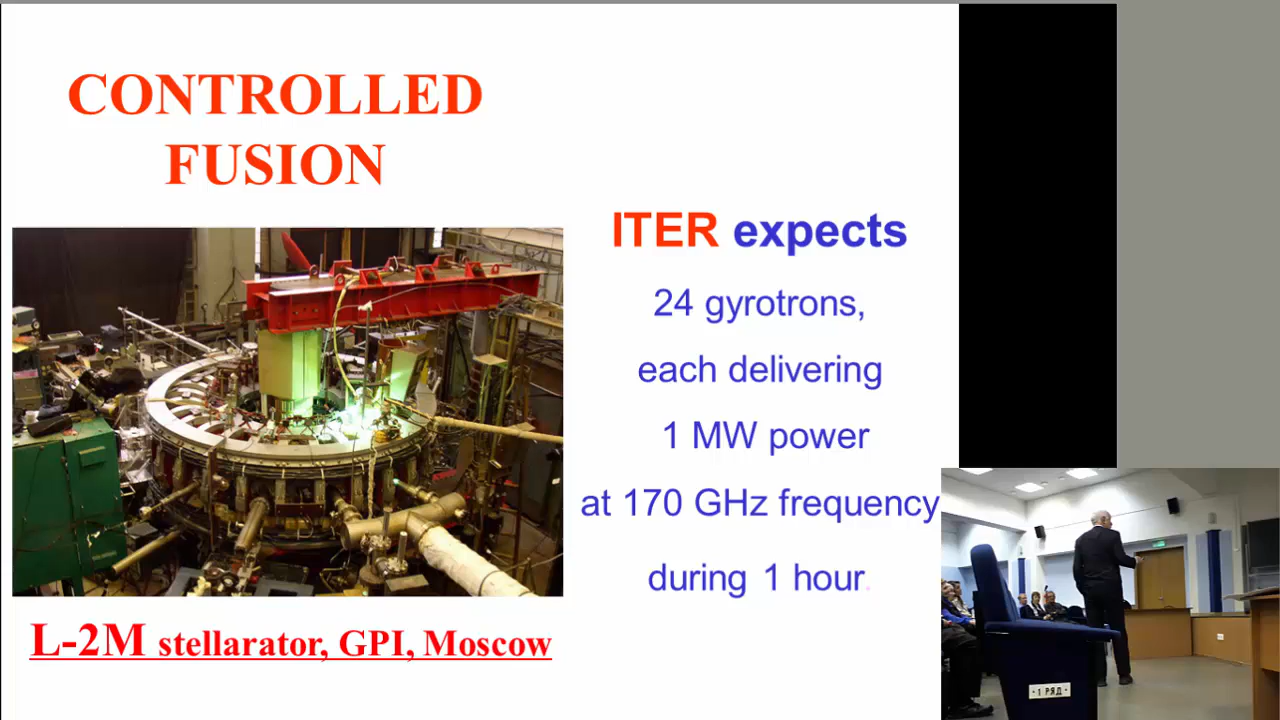 CONTROLLED
FUSION
ITER expects
24 gyrotrons,
each delivering
1 MW power
at 170 GHz frequency
during 1 hour.
L-2M stellarator, GPI, Moscow
1 РЯД